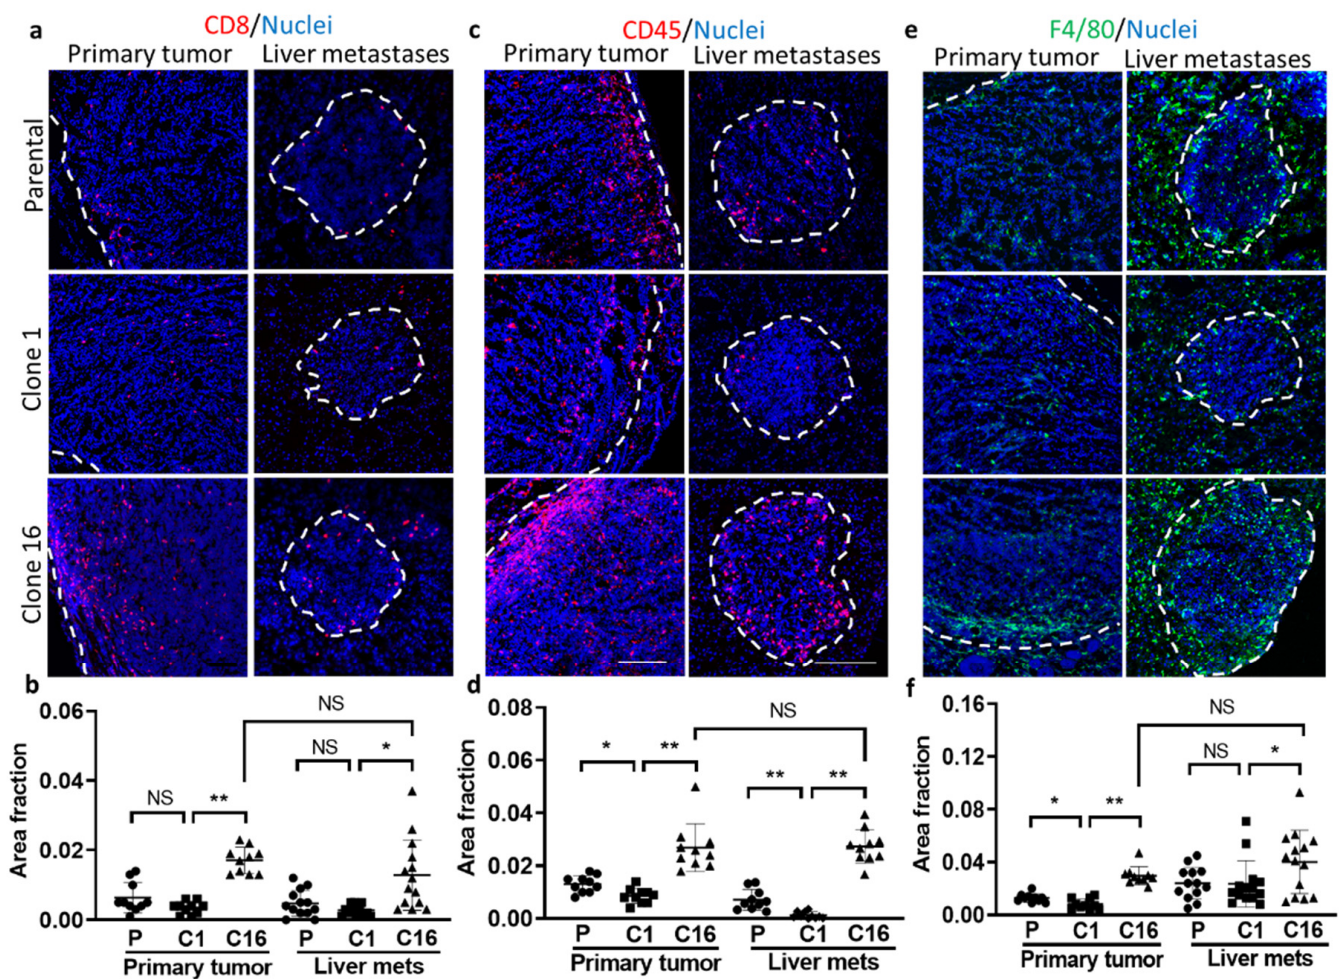 a CD8/Nuclei
Primary tumor Liver metastases
c CD45/Nuclei
Primary tumor Liver metastases
e F4/80/Nuclei
Primary tumor Liver metastases
Parental
Clone 1
Clone 16
b
Area fraction
0.06
0.04
0.02
0.00
NS
NS *
NS **
P C1 C16 P C1 C16
Primary tumor Liver mets
d
Area fraction
0.08
0.06
0.04
0.02
0.00
NS
* **
** **
P C1 C16 P C1 C16
Primary tumor Liver mets
f
Area fraction
0.16
0.12
0.08
0.04
0.00
NS
NS *
* **
P C1 C16 P C1 C16
Primary tumor Liver mets